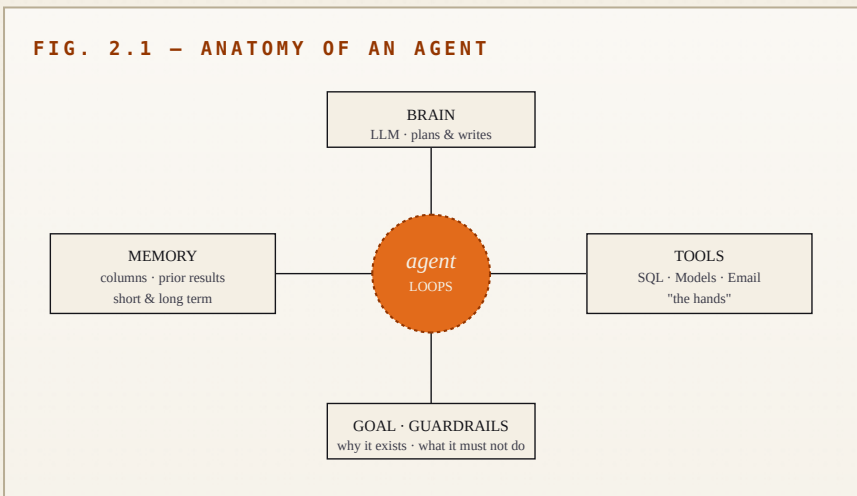 FIG. 2.1 — ANATOMY OF AN AGENT
BRAIN
LLM · plans & writes
MEMORY
columns · prior results
short & long term
agent
LOOPS
TOOLS
SQL · Models · Email
"the hands"
GOAL · GUARDRAILS
why it exists · what it must not do